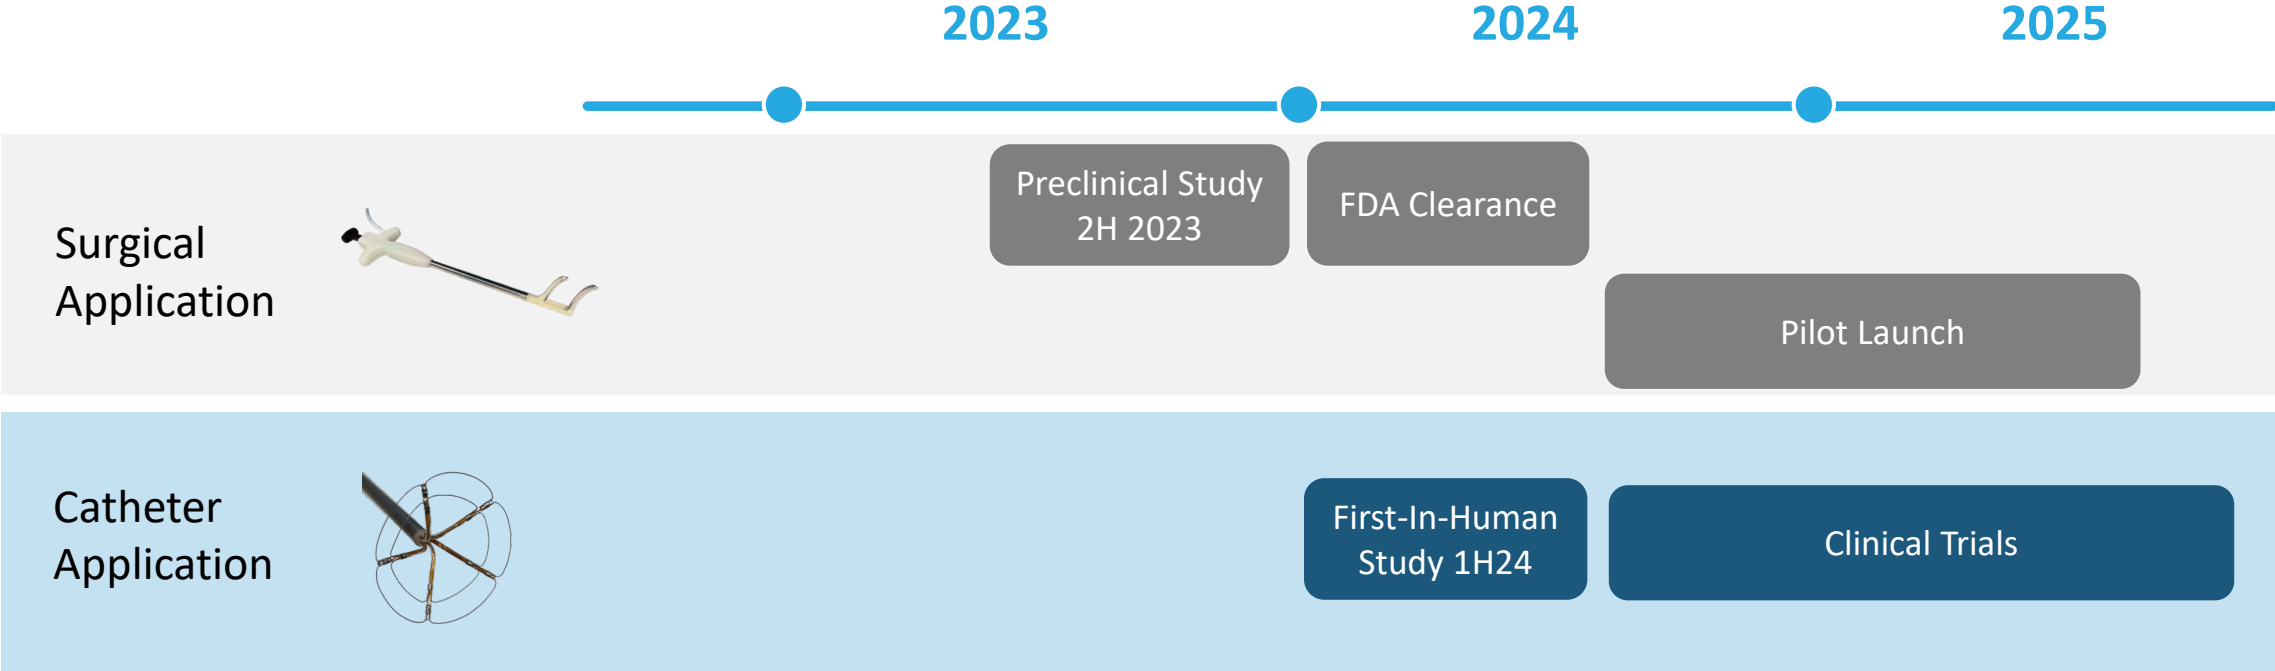 2023
2024
2025
Surgical
Application
Preclinical Study
2H 2023
FDA Clearance
Pilot Launch
Catheter
Application
First-In-Human
Study 1H24
Clinical Trials